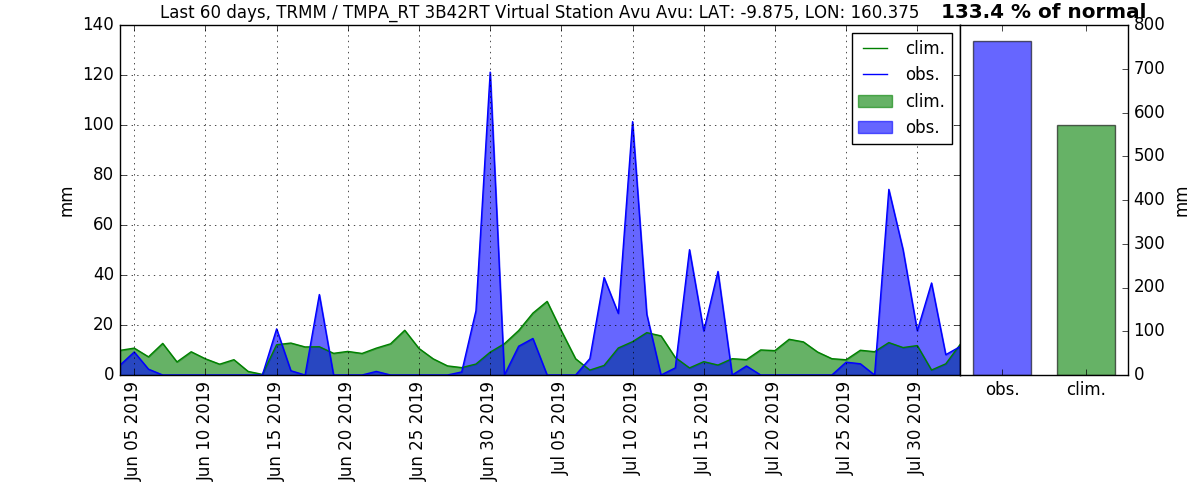 Last 60 days, TRMM / TMPA_RT 3B42RT Virtual Station Avu Avu: LAT: -9.875, LON: 160.375
133.4 % of normal
mm
140
120
100
80
60
40
20
0
clim.
obs.
clim.
obs.
Jun 05 2019
Jun 10 2019
Jun 15 2019
Jun 20 2019
Jun 25 2019
Jun 30 2019
Jul 05 2019
Jul 10 2019
Jul 15 2019
Jul 20 2019
Jul 25 2019
Jul 30 2019
800
700
600
500
400
300
200
100
0
mm
obs.
clim.